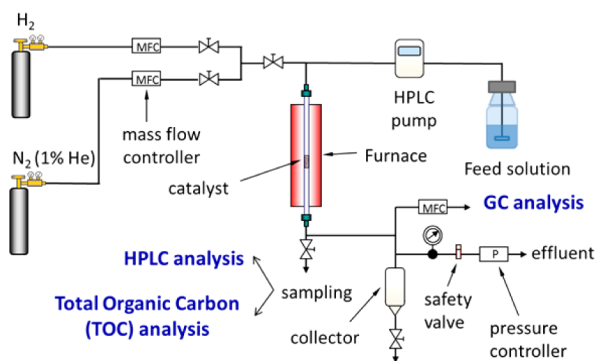 H2
MFC
MFC
HPLC
pump
mass flow
controller
Furnace
N2 (1% He)
catalyst
Feed solution
MFC
GC analysis
HPLC analysis
P
effluent
sampling
Total Organic Carbon
(TOC) analysis
safety
valve
collector
pressure
controller